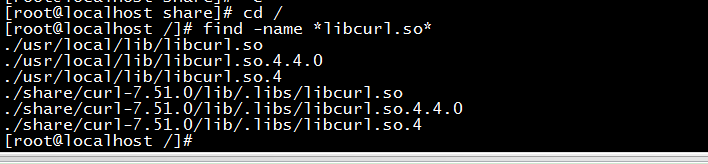 [root@localhost /]# cd /
[root@localhost /]# find -name *libcurl.so*
./usr/local/lib/libcurl.so
./usr/local/lib/libcurl.so.4.4.0
./usr/local/lib/libcurl.so.4
./share/curl-7.51.0/lib/.libs/libcurl.so
./share/curl-7.51.0/lib/.libs/libcurl.so.4.4.0
./share/curl-7.51.0/lib/.libs/libcurl.so.4
[root@localhost /]#